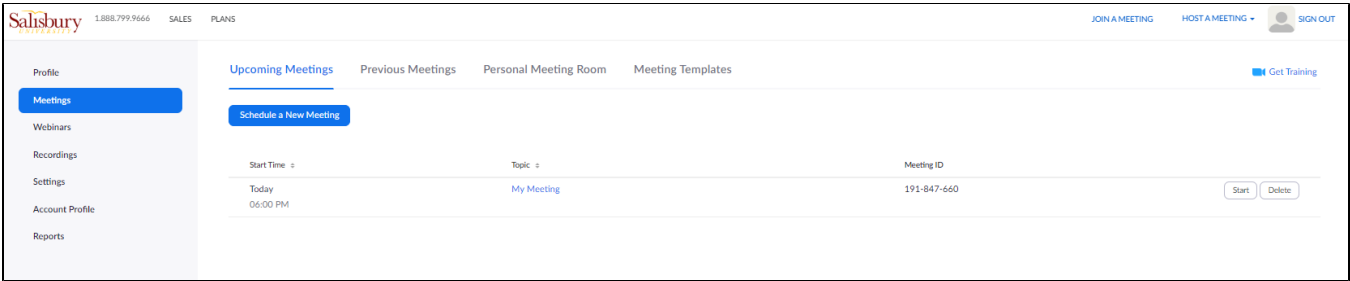 Salisbury
UNIVERSITY
1.888.799.9666 SALES PLANS JOIN A MEETING HOST A MEETING SIGN OUT
Profile
Meetings
Webinars
Recordings
Settings
Account Profile
Reports
Upcoming Meetings Previous Meetings Personal Meeting Room Meeting Templates
Get Training
Schedule a New Meeting
Start Time Topic Meeting ID
Today My Meeting 191-847-660 Start Delete
06:00 PM